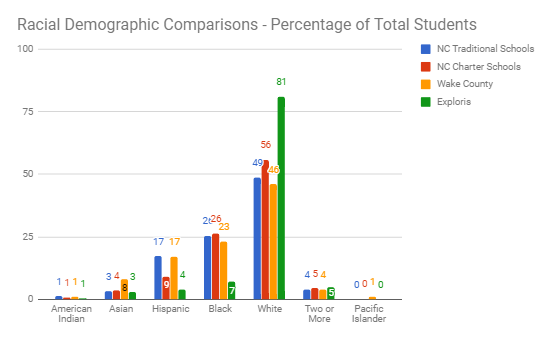 Racial Demographic Comparisons - Percentage of Total Students
100
75
50
25
0
NC Traditional Schools
NC Charter Schools
Wake County
Exploris
1 1 1 1
3 4 8 3
17 9 17 4
26 23 7
49 56 46 81
4 5 4 5
0 0 1 0
American Indian
Asian
Hispanic
Black
White
Two or More
Pacific Islander